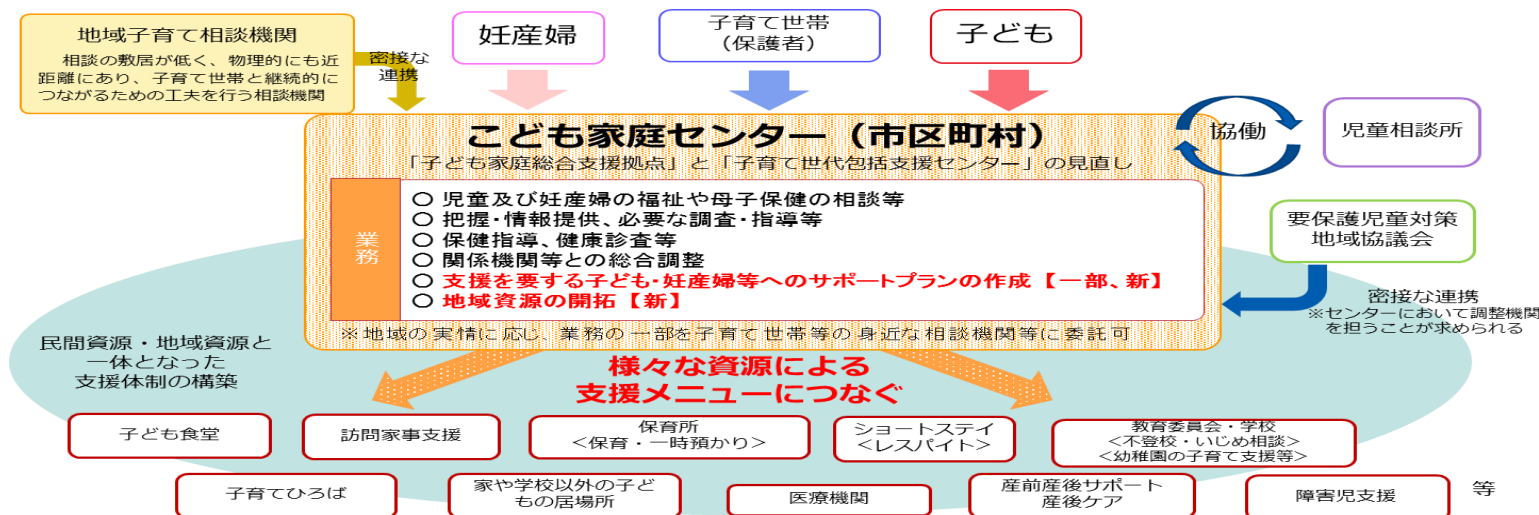 地域子育て相談機関
相談の敷居が低く、物理的にも近
距離にあり、子育て世帯と継続的に
つながるための工夫を行う相談機関
密接な
連携
妊産婦
子育て世帯
（保護者）
子ども
こども家庭センター（市区町村）
「子ども家庭総合支援拠点」と「子育て世代包括支援センター」の見直し
協働
児童相談所
業務
○ 児童及び妊産婦の福祉や母子保健の相談等
○ 把握・情報提供、必要な調査・指導等
○ 保健指導、健康診査等
○ 関係機関等との総合調整
○ 支援を要する子ども・妊産婦等へのサポートプランの作成【一部、新】
○ 地域資源の開拓【新】
※地域の実情に応じ、業務の一部を子育て世帯等の身近な相談機関等に委託可
要保護児童対策
地域協議会
密接な連携
※センターにおいて調整機関
を担うことが求められる
民間資源・地域資源と
一体となった
支援体制の構築
様々な資源による
支援メニューにつなぐ
子ども食堂
訪問家事支援
保育所
＜保育・一時預かり＞
ショートステイ
＜レスパイト＞
教育委員会・学校
＜不登校・いじめ相談＞
＜幼稚園の子育て支援等＞
子育てひろば
家や学校以外の子ど
もの居場所
医療機関
産前産後サポート
産後ケア
障害児支援
等